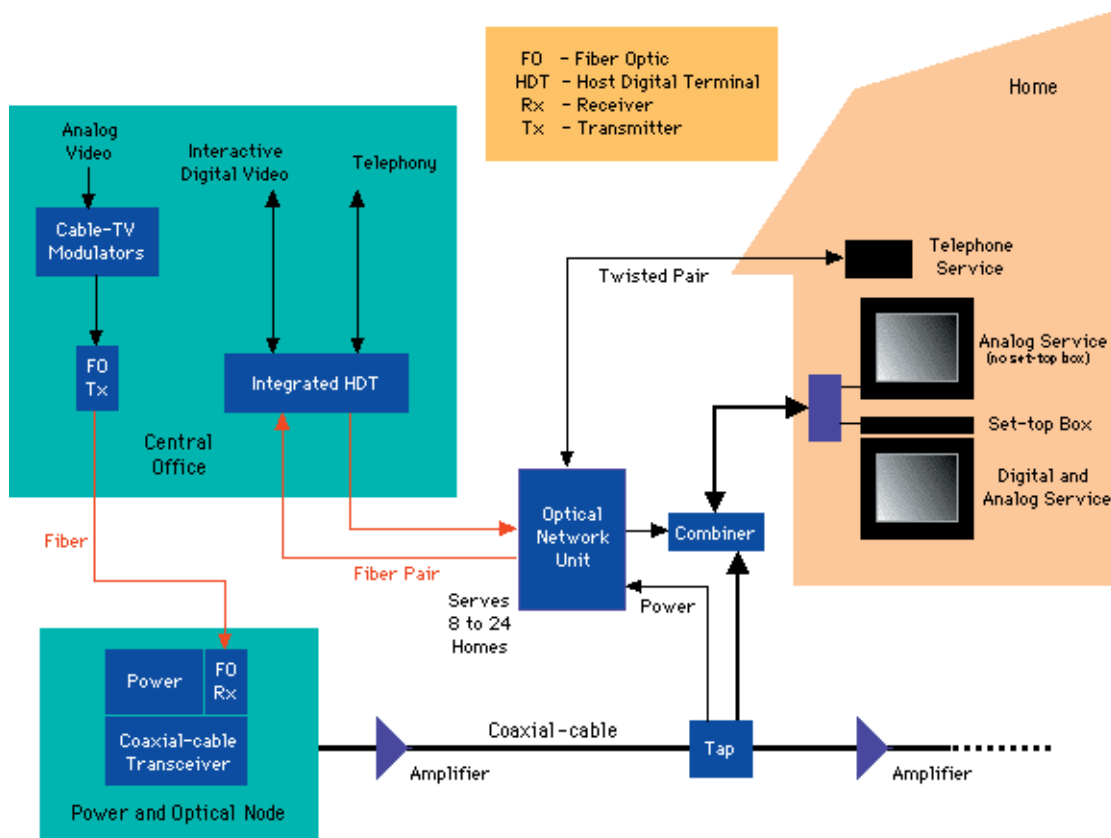 FO - Fiber Optic
HDT - Host Digital Terminal
Rx - Receiver
Tx - Transmitter
Home
Analog
Video
Interactive
Digital Video
Telephony
Cable-TV
Modulators
FO
Tx
Integrated HDT
Central
Office
Twisted Pair
Telephone
Service
Analog Service
(no set-top box)
Set-top Box
Digital and
Analog Service
Optical
Network
Unit
Combiner
Fiber
Fiber Pair
Serves
8 to 24
Homes
Power
Power
FO
Rx
Coaxial-cable
Transceiver
Power and Optical Node
Coaxial-cable
Amplifier
Tap
Amplifier